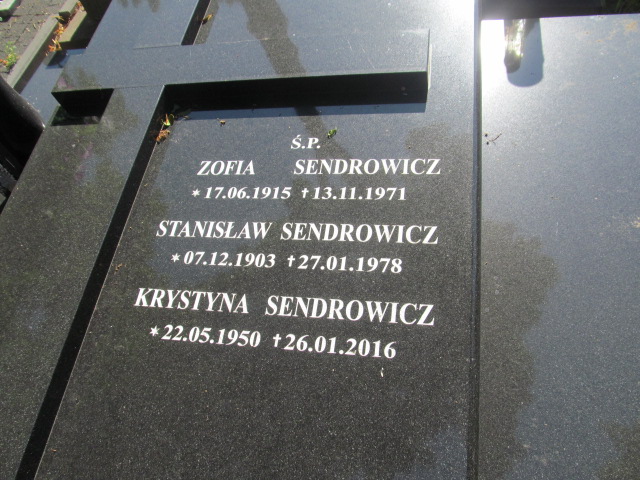 Ś.P.
ZOFIA SENDROWICZ
*17.06.1915 †13.11.1971
STANISŁAW SENDROWICZ
*07.12.1903 †27.01.1978
KRYSTYNA SENDROWICZ
*22.05.1950 †26.01.2016